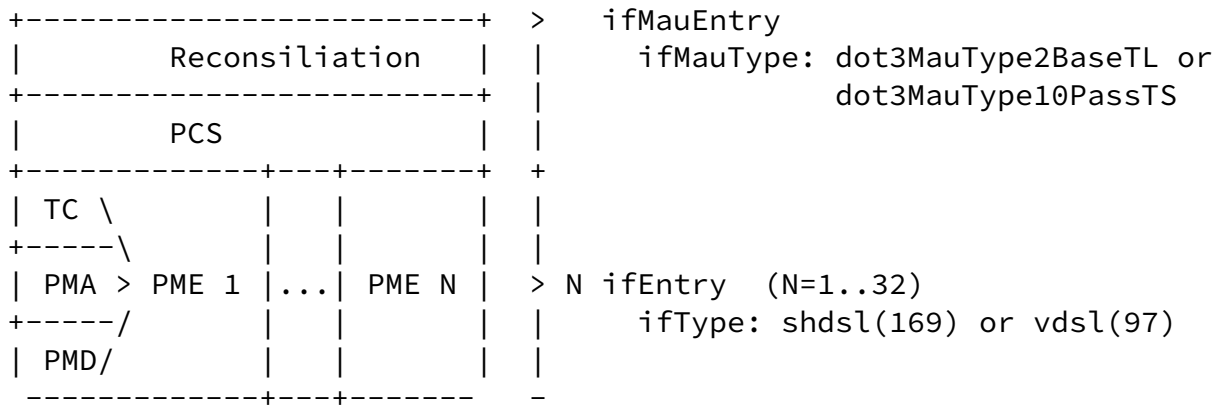 +--------------------------+  >   ifMauEntry
|        Reconsiliation    |  |     ifMauType: dot3MauType2BaseTL or
+--------------------------+  |                dot3MauType10PassTS
|        PCS               |  |
+-------------+---+-------+  +
| TC \        |   |       |  |
+-----\       |   |       |  |
| PMA > PME 1 |...| PME N |  > N ifEntry  (N=1..32)
+-----/       |   |       |  |     ifType: shdsl(169) or vdsl(97)
| PMD/        |   |       |  |
 -------------+---+-------   -